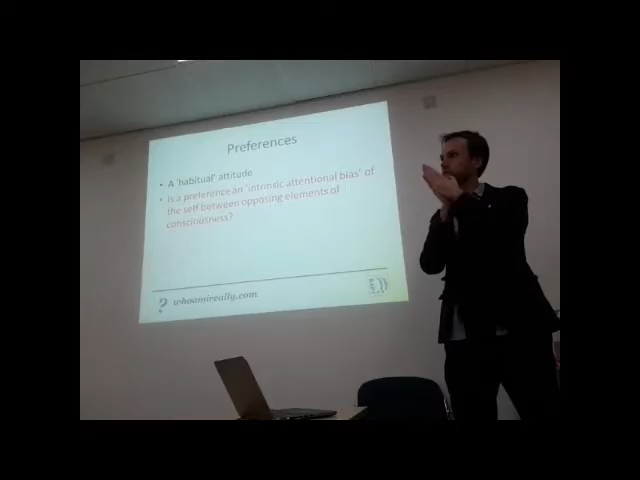 Preferences
• A 'habitual' attitude
• Is a preference an 'intrinsic attentional bias' of
the self between opposing elements of
consciousness?
? whoamireally.com